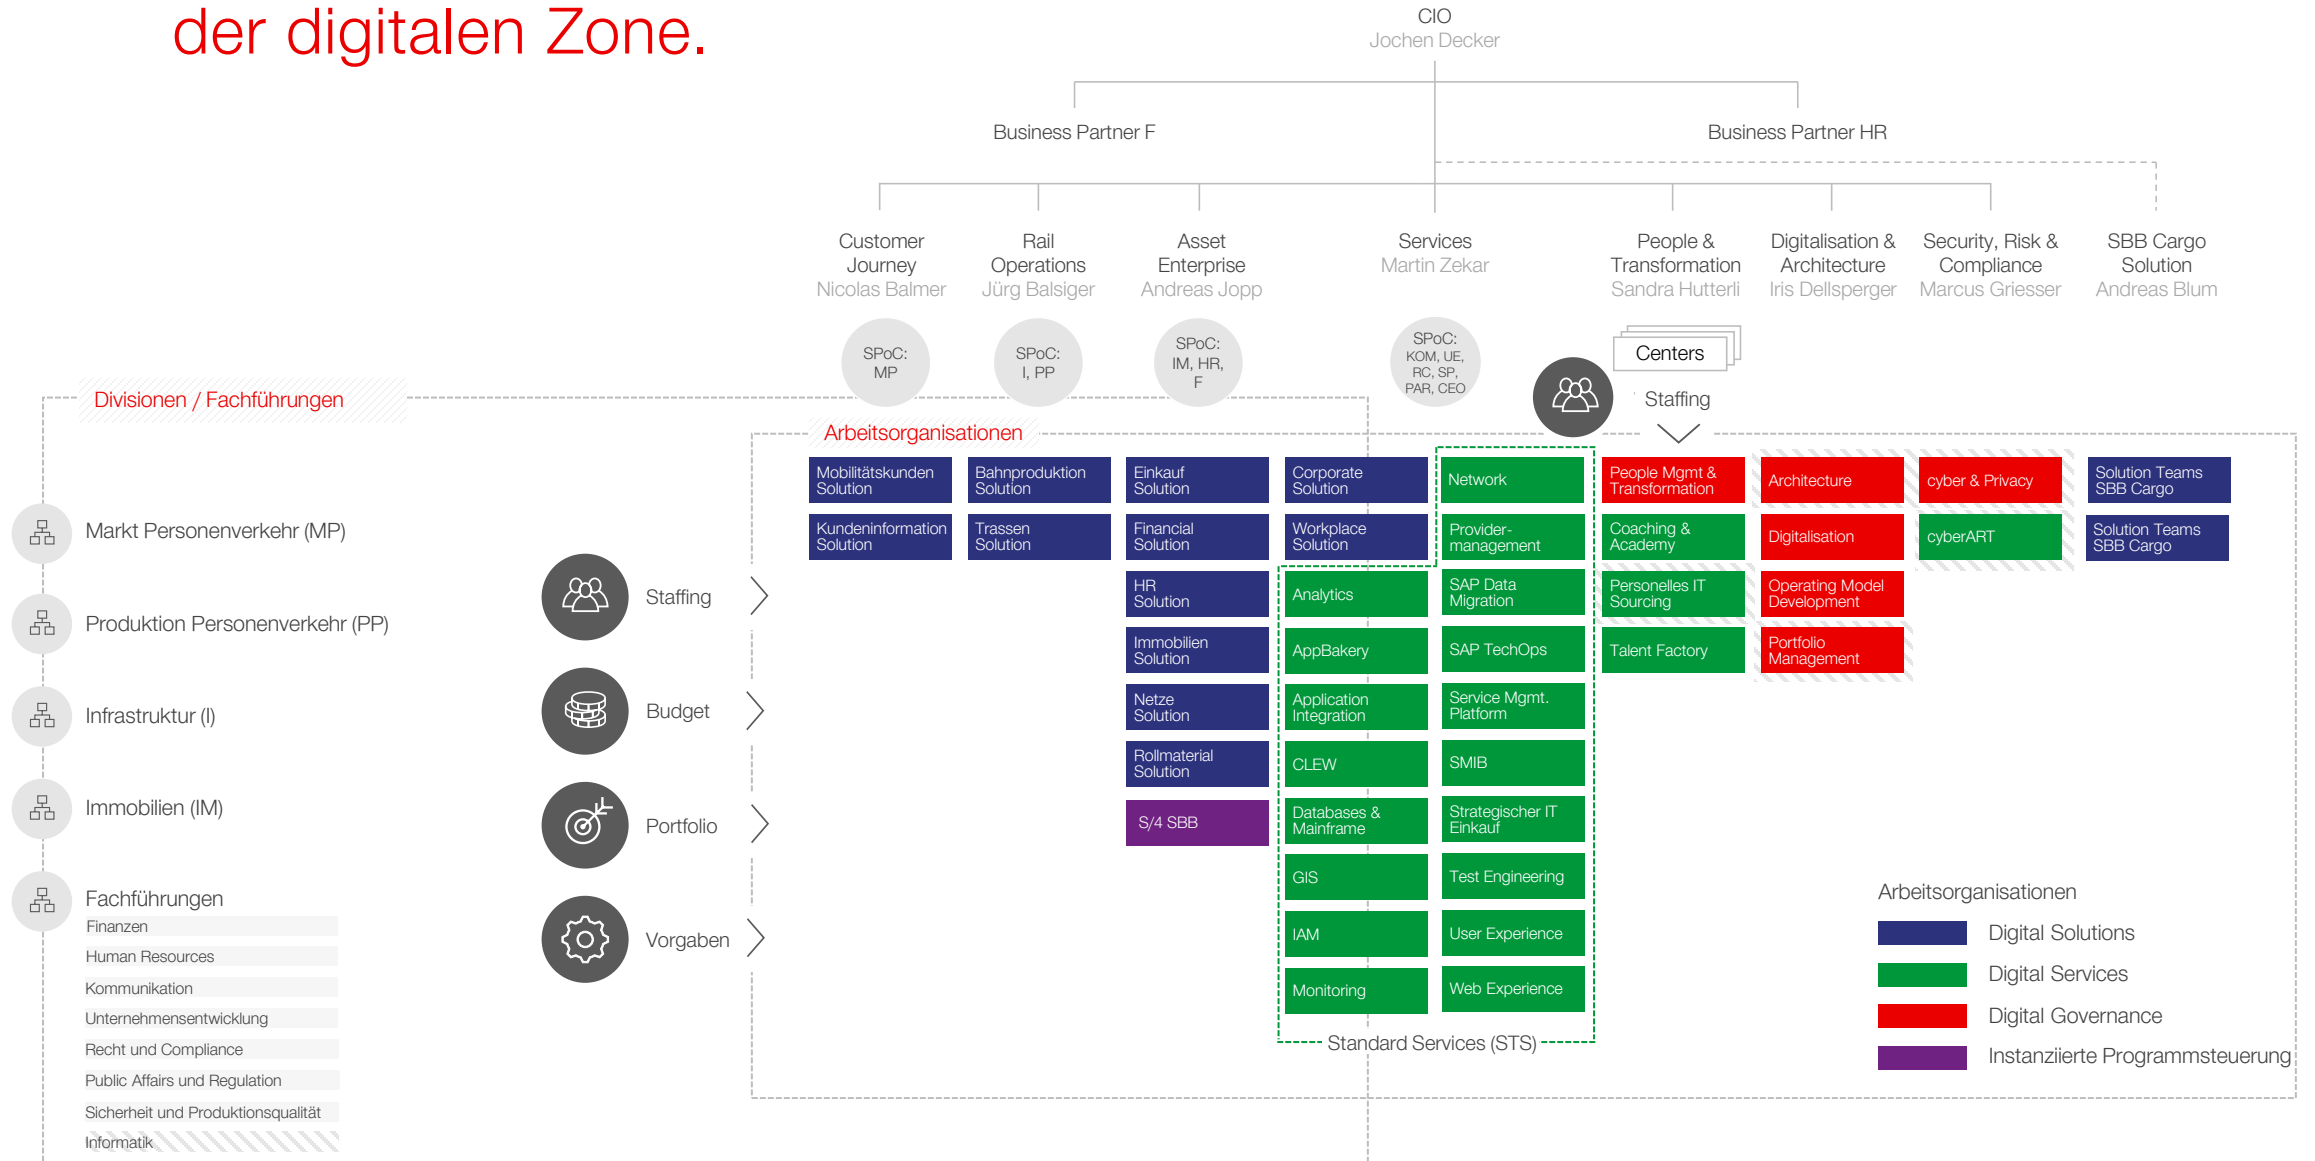 der digitalen Zone.
CIO
Jochen Decker
Business Partner F
Business Partner HR
Customer
Journey
Nicolas Balmer
Rail
Operations
Jürg Balsiger
Asset
Enterprise
Andreas Jopp
Services
Martin Zekar
People &
Transformation
Sandra Hutterli
Digitalisation &
Architecture
Iris Dellsperger
Security, Risk &
Compliance
Marcus Griesser
SBB Cargo
Solution
Andreas Blum
SPoC:
MP
SPoC:
I, PP
SPoC:
IM, HR,
F
SPoC:
KOM, UE,
RC, SP,
PAR, CEO
Centers
Staffing
Divisionen / Fachführungen
Markt Personenverkehr (MP)
Produktion Personenverkehr (PP)
Infrastruktur (I)
Immobilien (IM)
Fachführungen
Finanzen
Human Resources
Kommunikation
Unternehmensentwicklung
Recht und Compliance
Public Affairs und Regulation
Sicherheit und Produktionsqualität
Informatik
Staffing
Budget
Portfolio
Vorgaben
Arbeitsorganisationen
Mobilitätskunden
Solution
Kundeninformation
Solution
Bahnproduktion
Solution
Trassen
Solution
Einkauf
Solution
Financial
Solution
HR
Solution
Immobilien
Solution
Netze
Solution
Rollmaterial
Solution
S/4 SBB
Corporate
Solution
Workplace
Solution
Analytics
AppBakery
Application
Integration
CLEW
Databases &
Mainframe
GIS
IAM
Monitoring
Network
Provider-
management
SAP Data
Migration
SAP TechOps
Service Mgmt.
Platform
SMIB
Strategischer IT
Einkauf
Test Engineering
User Experience
Web Experience
Standard Services (STS)
People Mgmt &
Transformation
Coaching &
Academy
Personelles IT
Sourcing
Talent Factory
Architecture
Digitalisation
Operating Model
Development
Portfolio
Management
cyber & Privacy
cyberART
Solution Teams
SBB Cargo
Solution Teams
SBB Cargo
Arbeitsorganisationen
Digital Solutions
Digital Services
Digital Governance
Instanziierte Programmsteuerung